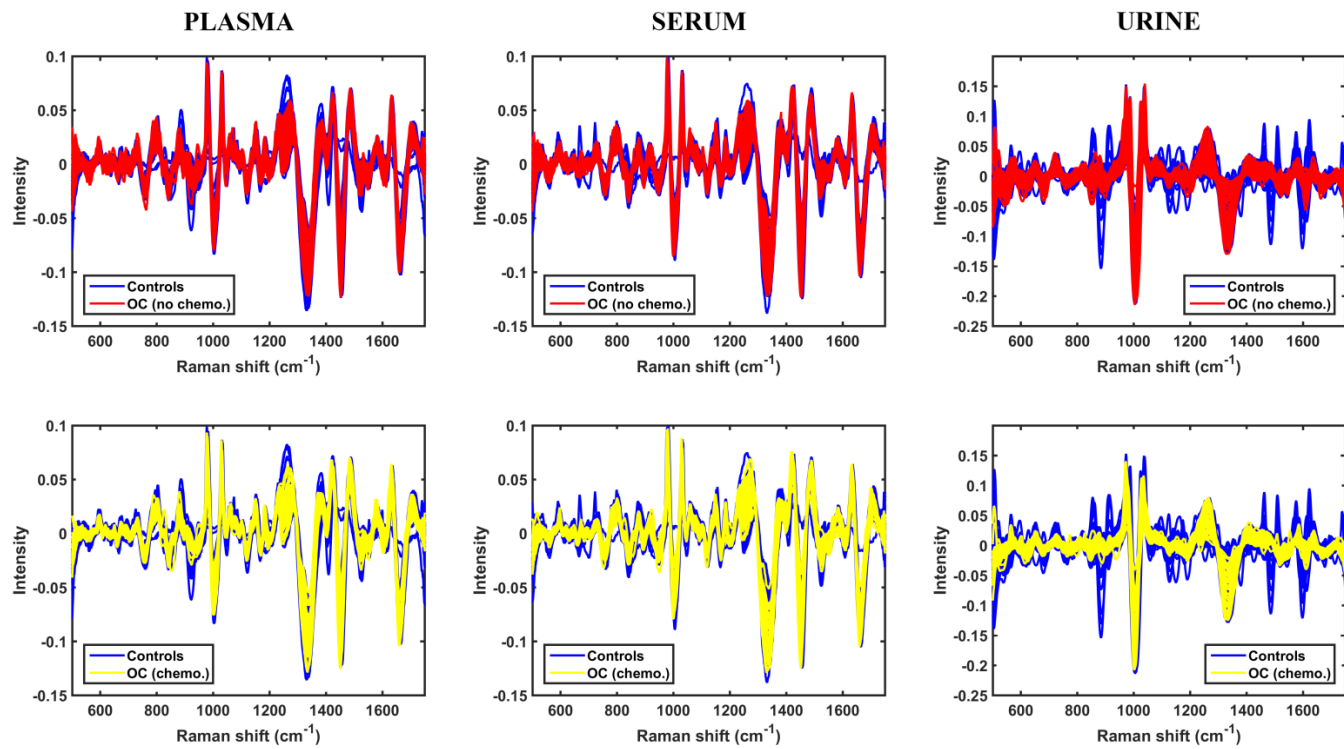 PLASMA
SERUM
URINE
0.1
0.05
0
-0.05
-0.1
-0.15
Intensity
Controls
OC (no chemo.)
600 800 1000 1200 1400 1600
Raman shift (cm-1)
0.1
0.05
0
-0.05
-0.1
-0.15
Intensity
Controls
OC (no chemo.)
600 800 1000 1200 1400 1600
Raman shift (cm-1)
0.15
0.1
0.05
0
-0.05
-0.1
-0.15
-0.2
-0.25
Intensity
Controls
OC (no chemo.)
600 800 1000 1200 1400 1600
Raman shift (cm-1)
0.1
0.05
0
-0.05
-0.1
-0.15
Intensity
Controls
OC (chemo.)
600 800 1000 1200 1400 1600
Raman shift (cm-1)
0.1
0.05
0
-0.05
-0.1
-0.15
Intensity
Controls
OC (chemo.)
600 800 1000 1200 1400 1600
Raman shift (cm-1)
0.15
0.1
0.05
0
-0.05
-0.1
-0.15
-0.2
-0.25
Intensity
Controls
OC (chemo.)
600 800 1000 1200 1400 1600
Raman shift (cm-1)